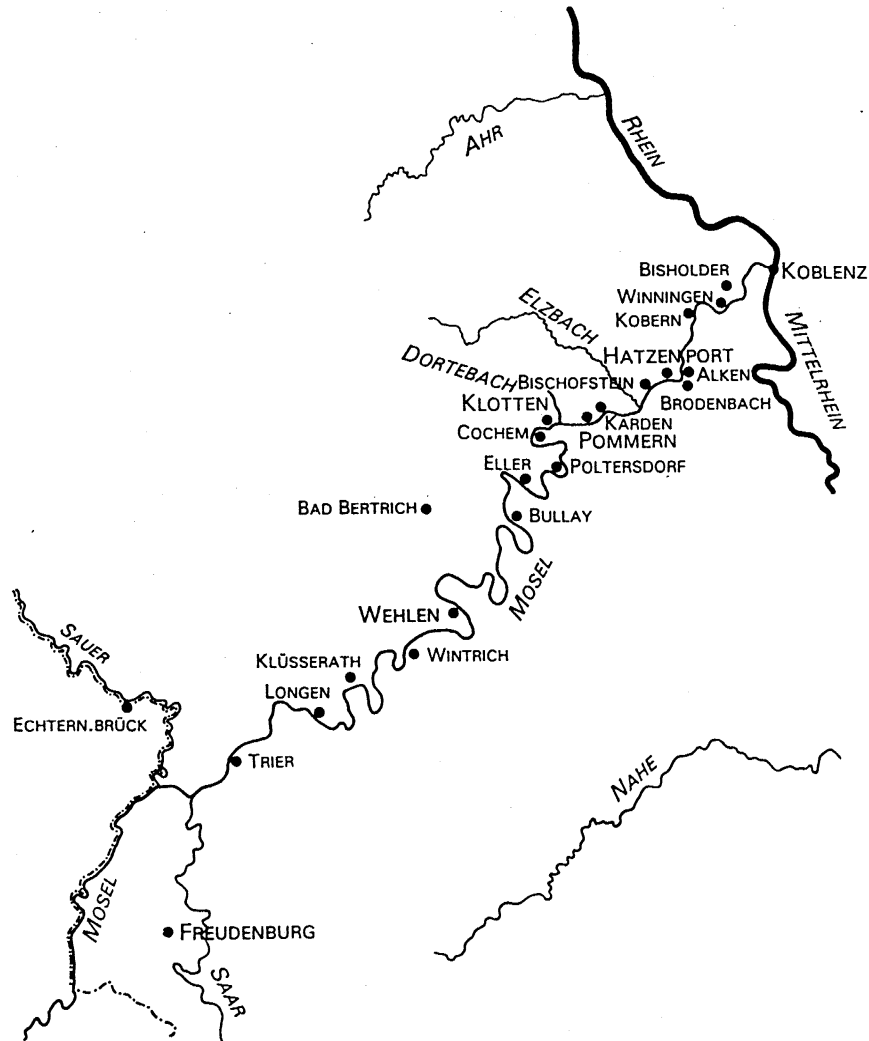 AHR
RHEIN
BISHOLDER
KOBLENZ
WINNINGEN
KOBERN
ELZBACH
MITTELRHEIN
HATZENPORT
DORTEBACH
BISCHOFSTEIN
ALKEN
KLOTTEN
BRODENBACH
KARDEN
COCHEM
POMMERN
ELLER
POLTERSDORF
BAD BERTRICH
BULLAY
MOSEL
WEHLEN
SAUER
WINTRICH
KLÜSSERATH
LONGEN
ECHTERN.BRÜCK
TRIER
NAHE
MOSEL
FREUDENBURG
SAAR